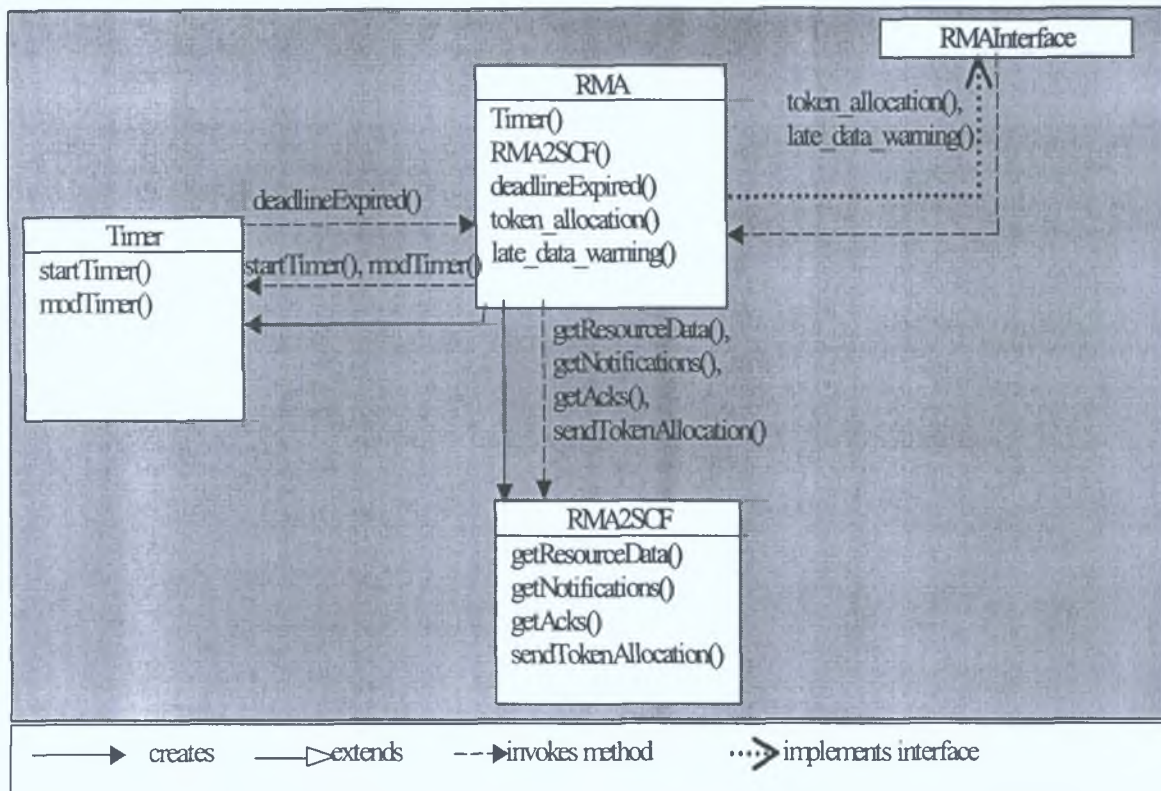 RMAInterface
RMA
Timer()
RMA2SCF()
deadlineExpired()
token_allocation()
late_data_warning()
token_allocation(),
late_data_warning()
deadlineExpired()
Timer
startTimer()
modTimer()
startTimer(), modTimer()
getResourceData(),
getNotifications(),
getAcks(),
sendTokenAllocation()
RMA2SCF
getResourceData()
getNotifications()
getAcks()
sendTokenAllocation()
creates
extends
invokes method
implements interface